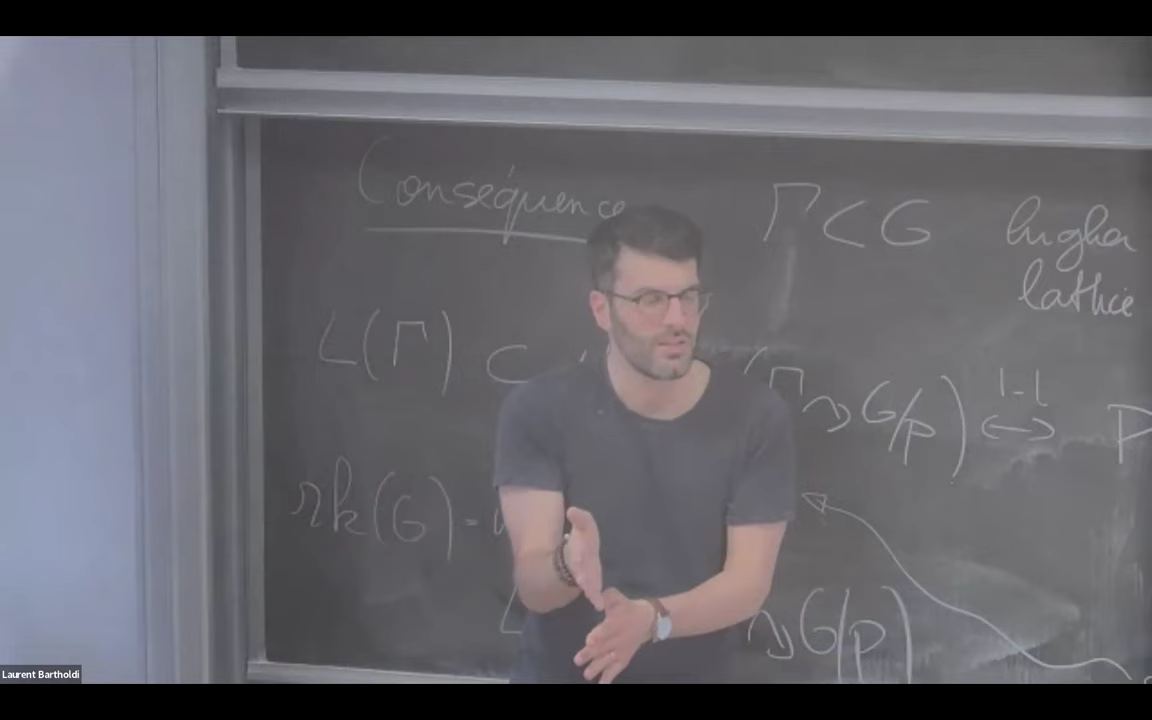 Conséquence Γ < G higher
lattice
L(Γ) ⊂ (Γ ↷ G/P) 1-1 ↔ P
rk(G) =
L ↷ G/P)
Laurent Bartholdi